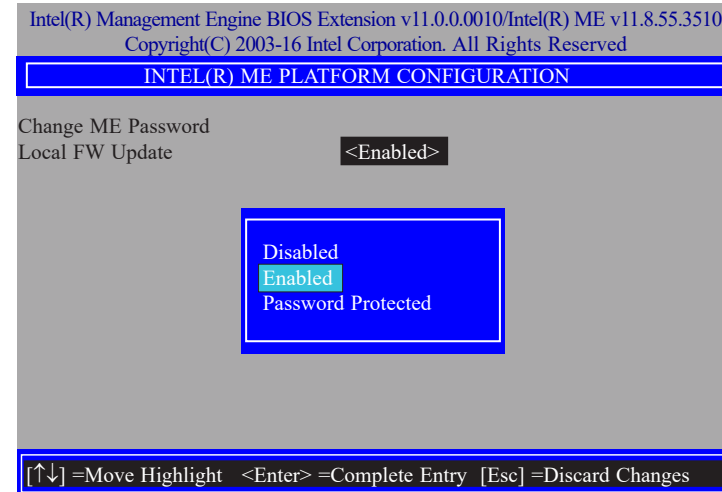 Intel(R) Management Engine BIOS Extension v11.0.0.0010/Intel(R) ME v11.8.55.3510
Copyright(C) 2003-16 Intel Corporation. All Rights Reserved
INTEL(R) ME PLATFORM CONFIGURATION
Change ME Password
Local FW Update <Enabled>
Disabled
Enabled
Password Protected
[↑↓] =Move Highlight <Enter> =Complete Entry [Esc] =Discard Changes